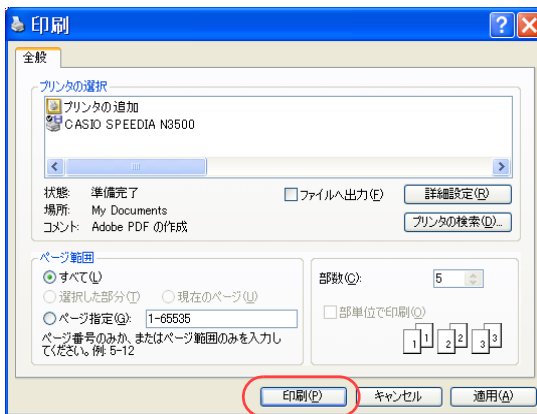 印刷
全般
プリンタの選択
プリンタの追加
CASIO SPEEDIA N3500
状態: 準備完了
場所: My Documents
コメント: Adobe PDF の作成
ファイルへ出力(F)
詳細設定(R)
プリンタの検索(D)...
ページ範囲
すべて(L)
選択した部分(T) 現在のページ(U)
ページ指定(G): 1-65535
ページ番号のみか、またはページ範囲のみを入力し
てください。例: 5-12
部数(C): 5
部単位で印刷(O)
1 1 2 2 3 3
印刷(P) キャンセル 適用(A)